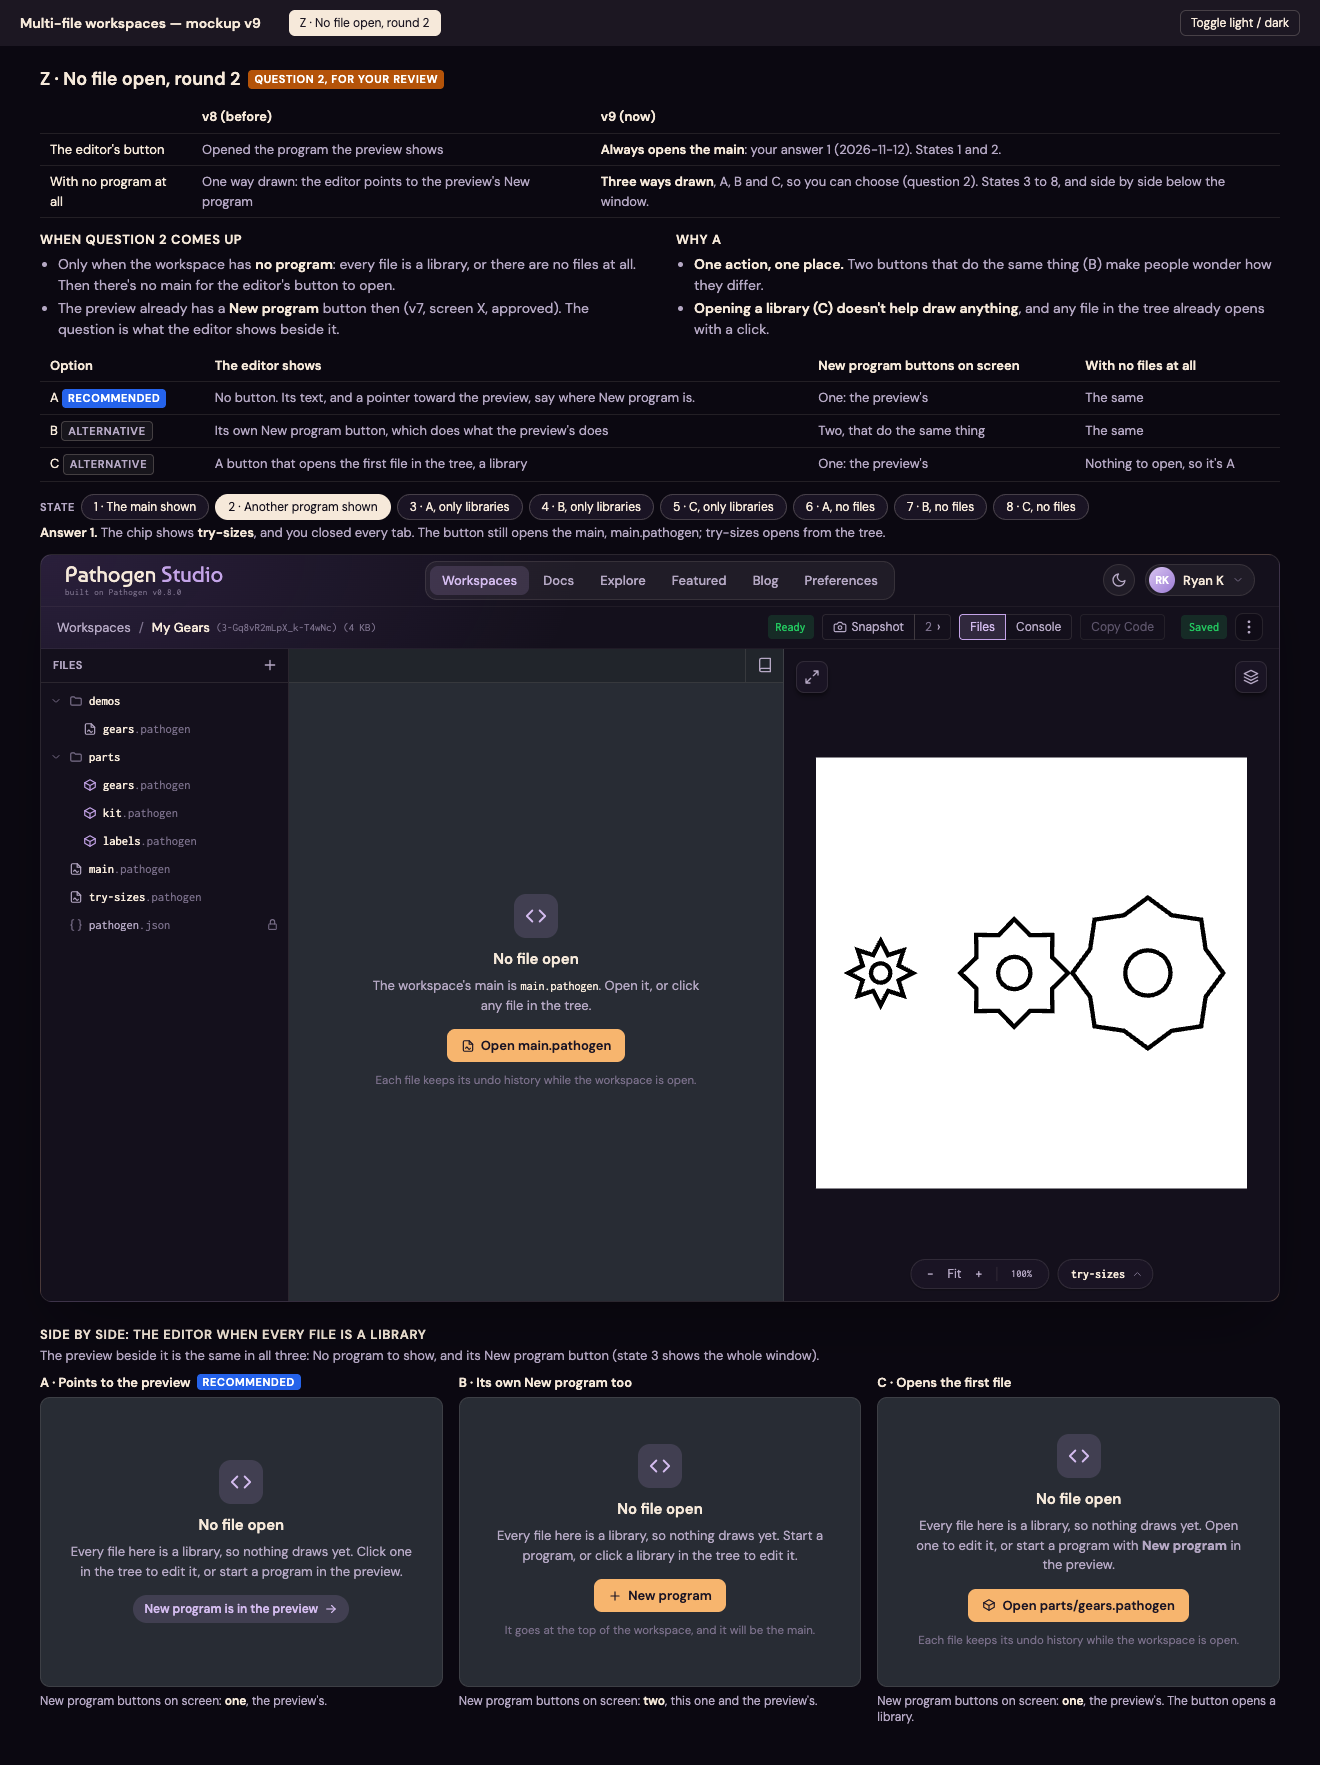 Multi-file workspaces — mockup v9
Z · No file open, round 2
Toggle light / dark
Z · No file open, round 2 QUESTION 2, FOR YOUR REVIEW
v8 (before) v9 (now)
The editor's button Opened the program the preview shows Always opens the main: your answer 1 (2026-11-12). States 1 and 2.
With no program at all One way drawn: the editor points to the preview's New program Three ways drawn, A, B and C, so you can choose (question 2). States 3 to 8, and side by side below the window.
WHEN QUESTION 2 COMES UP
• Only when the workspace has no program: every file is a library, or there are no files at all.
Then there's no main for the editor's button to open.
• The preview already has a New program button then (v7, screen X, approved). The
question is what the editor shows beside it.
WHY A
• One action, one place. Two buttons that do the same thing (B) make people wonder how
they differ.
• Opening a library (C) doesn't help draw anything, and any file in the tree already opens
with a click.
Option The editor shows New program buttons on screen With no files at all
A RECOMMENDED No button. Its text, and a pointer toward the preview, say where New program is. One: the preview's The same
B ALTERNATIVE Its own New program button, which does what the preview's does Two, that do the same thing The same
C ALTERNATIVE A button that opens the first file in the tree, a library One: the preview's Nothing to open, so it's A
STATE 1 · The main shown 2 · Another program shown 3 · A, only libraries 4 · B, only libraries 5 · C, only libraries 6 · A, no files 7 · B, no files 8 · C, no files
Answer 1. The chip shows try-sizes, and you closed every tab. The button still opens the main, main.pathogen; try-sizes opens from the tree.
Pathogen Studio
built on Pathogen v0.8.0
Workspaces Docs Explore Featured Blog Preferences
RK Ryan K
Workspaces / My Gears (3-Gq8vR2mLpX_k-T4wNc) (4 KB)
Ready Snapshot 2 › Files Console Copy Code Saved
FILES +
demos
gears.pathogen
parts
gears.pathogen
kit.pathogen
labels.pathogen
main.pathogen
try-sizes.pathogen
{} pathogen.json
No file open
The workspace's main is main.pathogen. Open it, or click
any file in the tree.
Open main.pathogen
Each file keeps its undo history while the workspace is open.
− Fit + 100%
try-sizes
SIDE BY SIDE: THE EDITOR WHEN EVERY FILE IS A LIBRARY
The preview beside it is the same in all three: No program to show, and its New program button (state 3 shows the whole window).
A · Points to the preview RECOMMENDED
No file open
Every file here is a library, so nothing draws yet. Click one
in the tree to edit it, or start a program in the preview.
New program is in the preview →
New program buttons on screen: one, the preview's.
B · Its own New program too
No file open
Every file here is a library, so nothing draws yet. Start a
program, or click a library in the tree to edit it.
+ New program
It goes at the top of the workspace, and it will be the main.
New program buttons on screen: two, this one and the preview's.
C · Opens the first file
No file open
Every file here is a library, so nothing draws yet. Open
one to edit it, or start a program with New program in
the preview.
Open parts/gears.pathogen
Each file keeps its undo history while the workspace is open.
New program buttons on screen: one, the preview's. The button opens a
library.